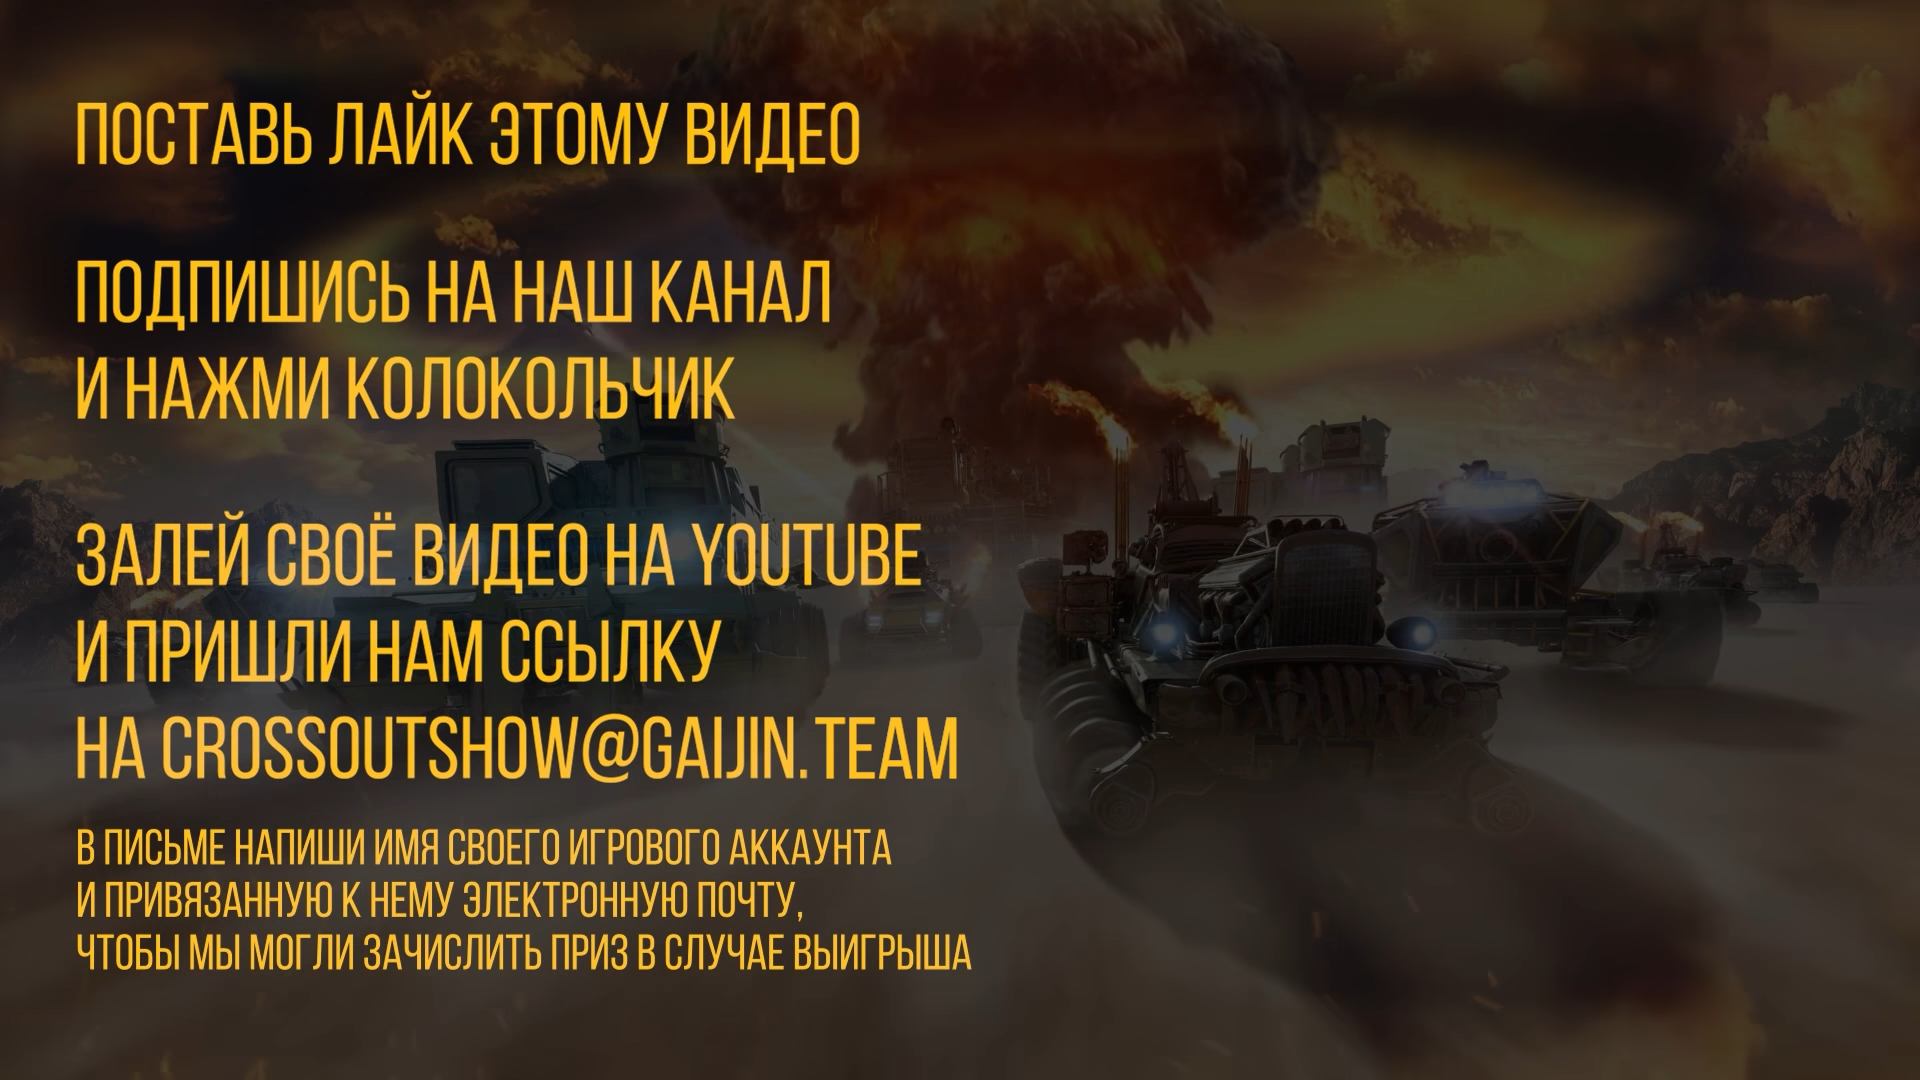 ПОСТАВЬ ЛАЙК ЭТОМУ ВИДЕО
ПОДПИШИСЬ НА НАШ КАНАЛ
И НАЖМИ КОЛОКОЛЬЧИК
ЗАЛЕЙ СВОЁ ВИДЕО НА YOUTUBE
И ПРИШЛИ НАМ ССЫЛКУ
НА CROSSOUTSHOW@GAIJIN.TEAM
В ПИСЬМЕ НАПИШИ ИМЯ СВОЕГО ИГРОВОГО АККАУНТА
И ПРИВЯЗАННУЮ К НЕМУ ЭЛЕКТРОННУЮ ПОЧТУ,
ЧТОБЫ МЫ МОГЛИ ЗАЧИСЛИТЬ ПРИЗ В СЛУЧАЕ ВЫИГРЫША